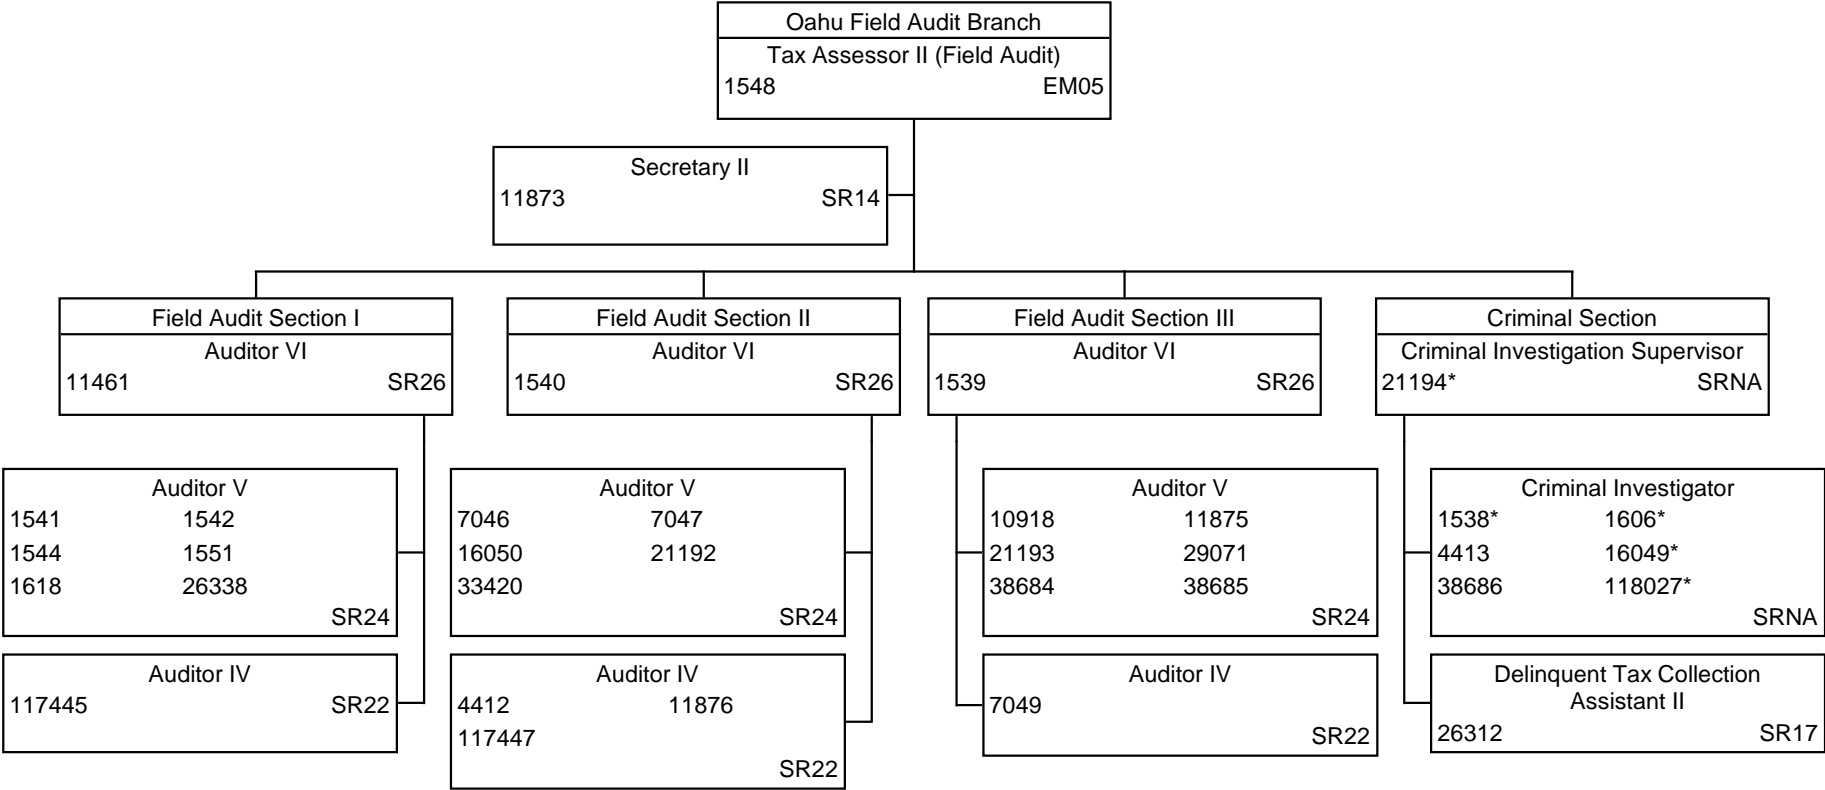 Oahu Field Audit Branch
Tax Assessor II (Field Audit)
1548 EM05
Secretary II
11873 SR14
Field Audit Section I
Auditor VI
11461 SR26
Field Audit Section II
Auditor VI
1540 SR26
Field Audit Section III
Auditor VI
1539 SR26
Criminal Section
Criminal Investigation Supervisor
21194* SRNA
Auditor V
1541 1542
1544 1551
1618 26338
SR24
Auditor V
7046 7047
16050 21192
33420
SR24
Auditor V
10918 11875
21193 29071
38684 38685
SR24
Criminal Investigator
1538* 1606*
4413 16049*
38686 118027*
SRNA
Auditor IV
117445 SR22
Auditor IV
4412 11876
117447
SR22
Auditor IV
7049
SR22
Delinquent Tax Collection
Assistant II
26312 SR17